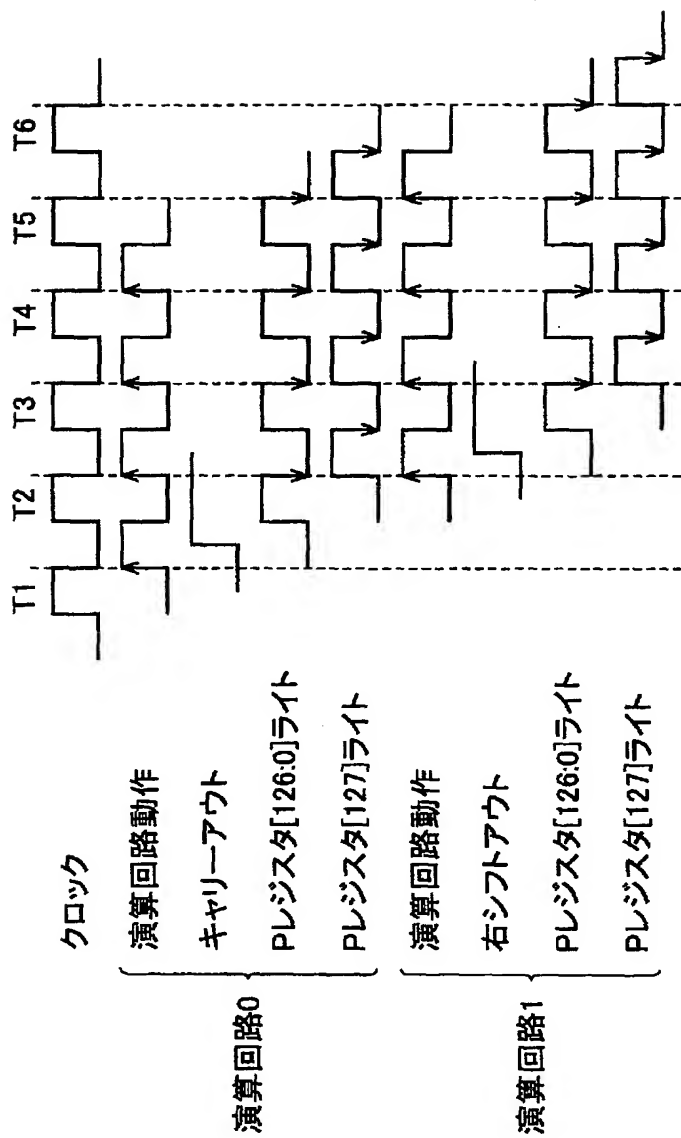 T1 T2 T3 T4 T5 T6
クロック
演算回路0
演算回路動作
キャリーアウト
Pレジスタ[126:0]ライト
Pレジスタ[127]ライト
演算回路1
演算回路動作
右シフトアウト
Pレジスタ[126:0]ライト
Pレジスタ[127]ライト